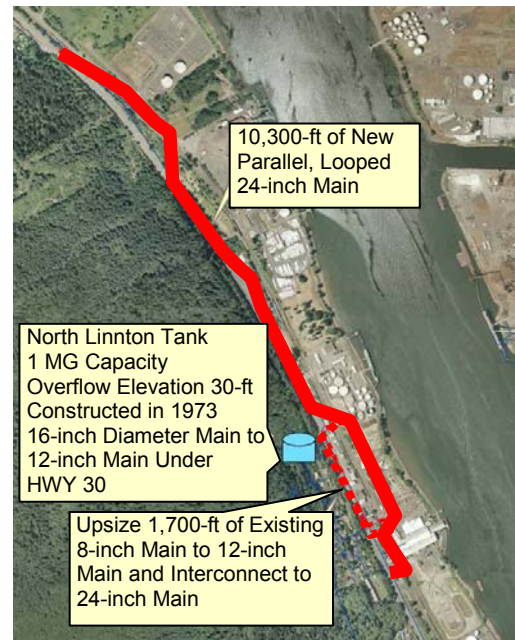 10,300-ft of New
Parallel, Looped
24-inch Main
North Linnton Tank
1 MG Capacity
Overflow Elevation 30-ft
Constructed in 1973
16-inch Diameter Main to
12-inch Main Under
HWY 30
Upsize 1,700-ft of Existing
8-inch Main to 12-inch
Main and Interconnect to
24-inch Main